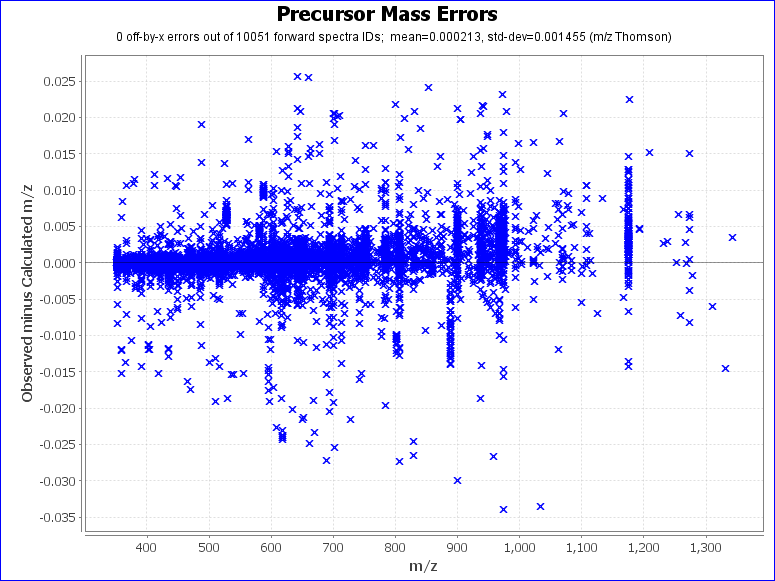 Precursor Mass Errors
0 off-by-x errors out of 10051 forward spectra IDs;  mean=0.000213, std-dev=0.001455 (m/z Thomson)
Observed minus Calculated m/z
0.025
0.020
0.015
0.010
0.005
0.000
-0.005
-0.010
-0.015
-0.020
-0.025
-0.030
-0.035
400 500 600 700 800 900 1,000 1,100 1,200 1,300
m/z